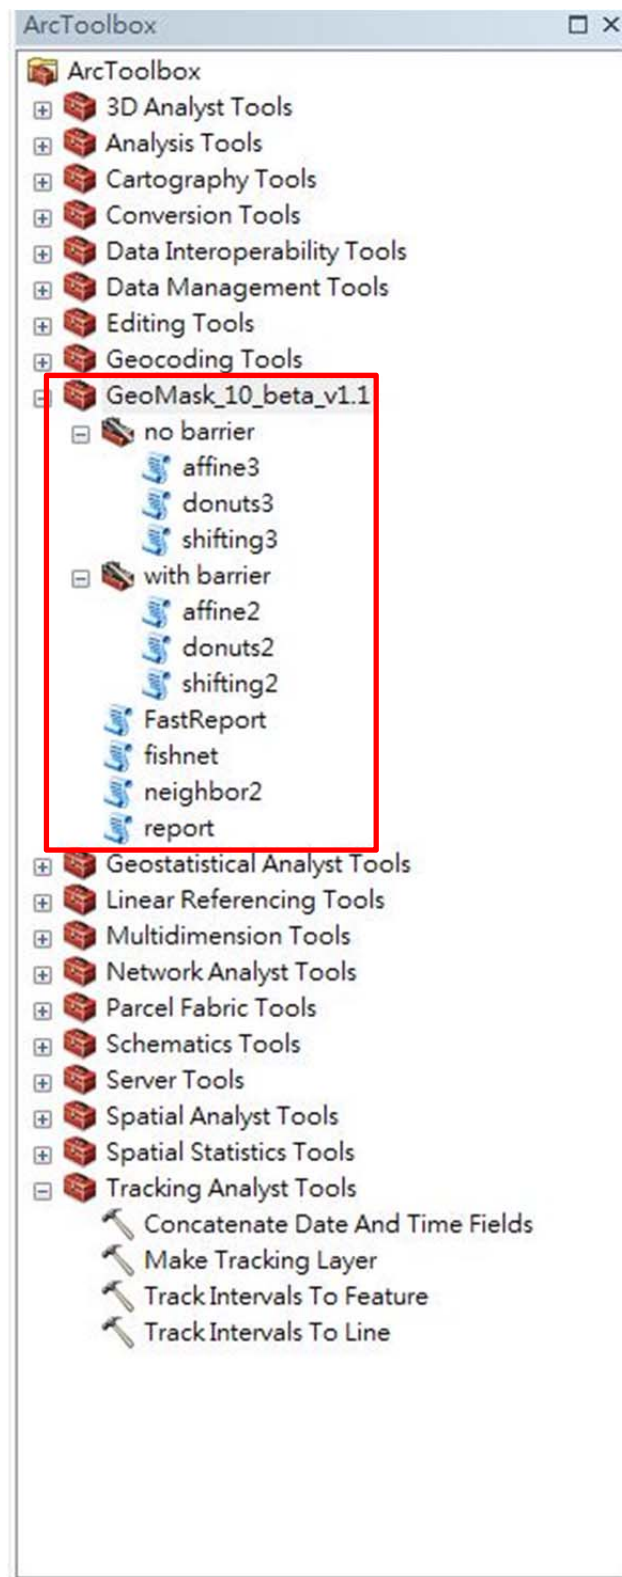 ArcToolbox
ArcToolbox
3D Analyst Tools
Analysis Tools
Cartography Tools
Conversion Tools
Data Interoperability Tools
Data Management Tools
Editing Tools
Geocoding Tools
GeoMask_10_beta_v1.1
no barrier
affine3
donuts3
shifting3
with barrier
affine2
donuts2
shifting2
FastReport
fishnet
neighbor2
report
Geostatistical Analyst Tools
Linear Referencing Tools
Multidimension Tools
Network Analyst Tools
Parcel Fabric Tools
Schematics Tools
Server Tools
Spatial Analyst Tools
Spatial Statistics Tools
Tracking Analyst Tools
Concatenate Date And Time Fields
Make Tracking Layer
Track Intervals To Feature
Track Intervals To Line